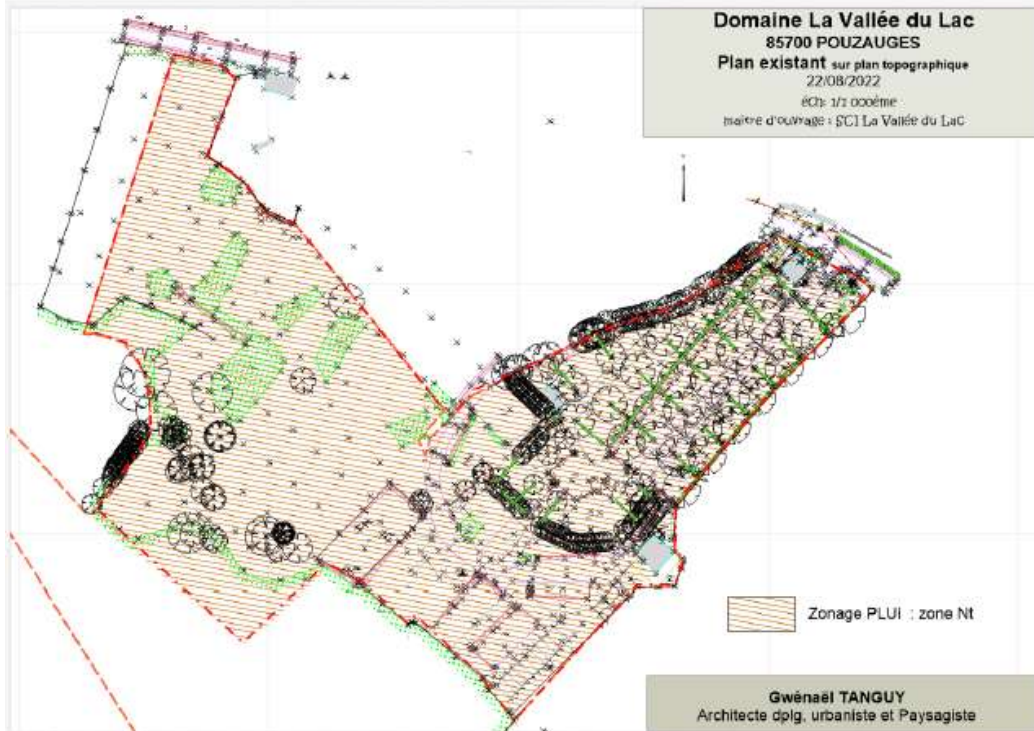 Domaine La Vallée du Lac
85700 POUZAUGES
Plan existant sur plan topographique
22/08/2022
éch: 1/1 000ème
maître d'ouvrage : SCI La Vallée du Lac
Zonage PLUi : zone Nt
Gwénaël TANGUY
Architecte dplg, urbaniste et Paysagiste